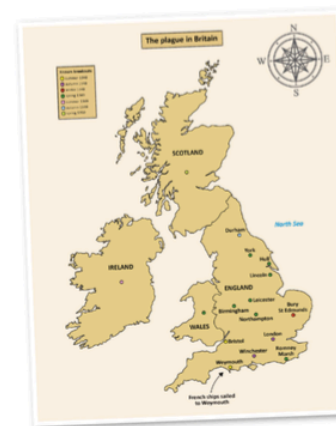 The plague in Britain
N
W
E
S
SCOTLAND
North Sea
Durham
York
Hull
Lincoln
IRELAND
ENGLAND
Leicester
Birmingham
Bury
St Edmunds
Northampton
WALES
London
Bristol
Winchester
Romney
Marsh
Weymouth
French ships sailed
to Weymouth